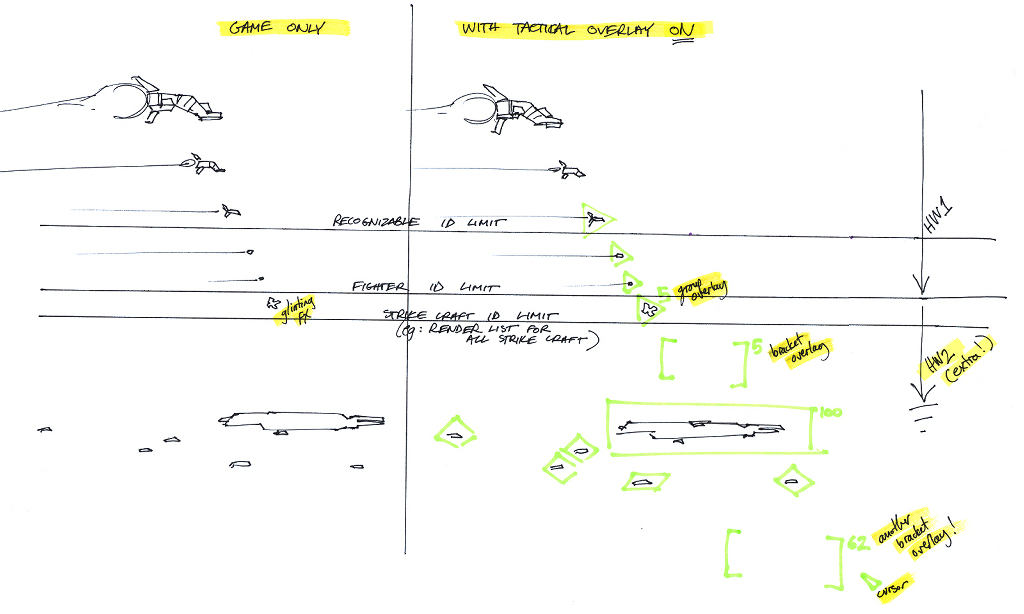 GAME ONLY
WITH TACTICAL OVERLAY ON
HW1
RECOGNIZABLE ID LIMIT
FIGHTER ID LIMIT
5 group
overlay
glinting
FX
STRIKE CRAFT ID LIMIT
(eg: RENDER LIST FOR
ALL STRIKE CRAFT)
5 bracket
overlay
HW2
(extra!)
100
62 another
bracket
overlay!
cursor